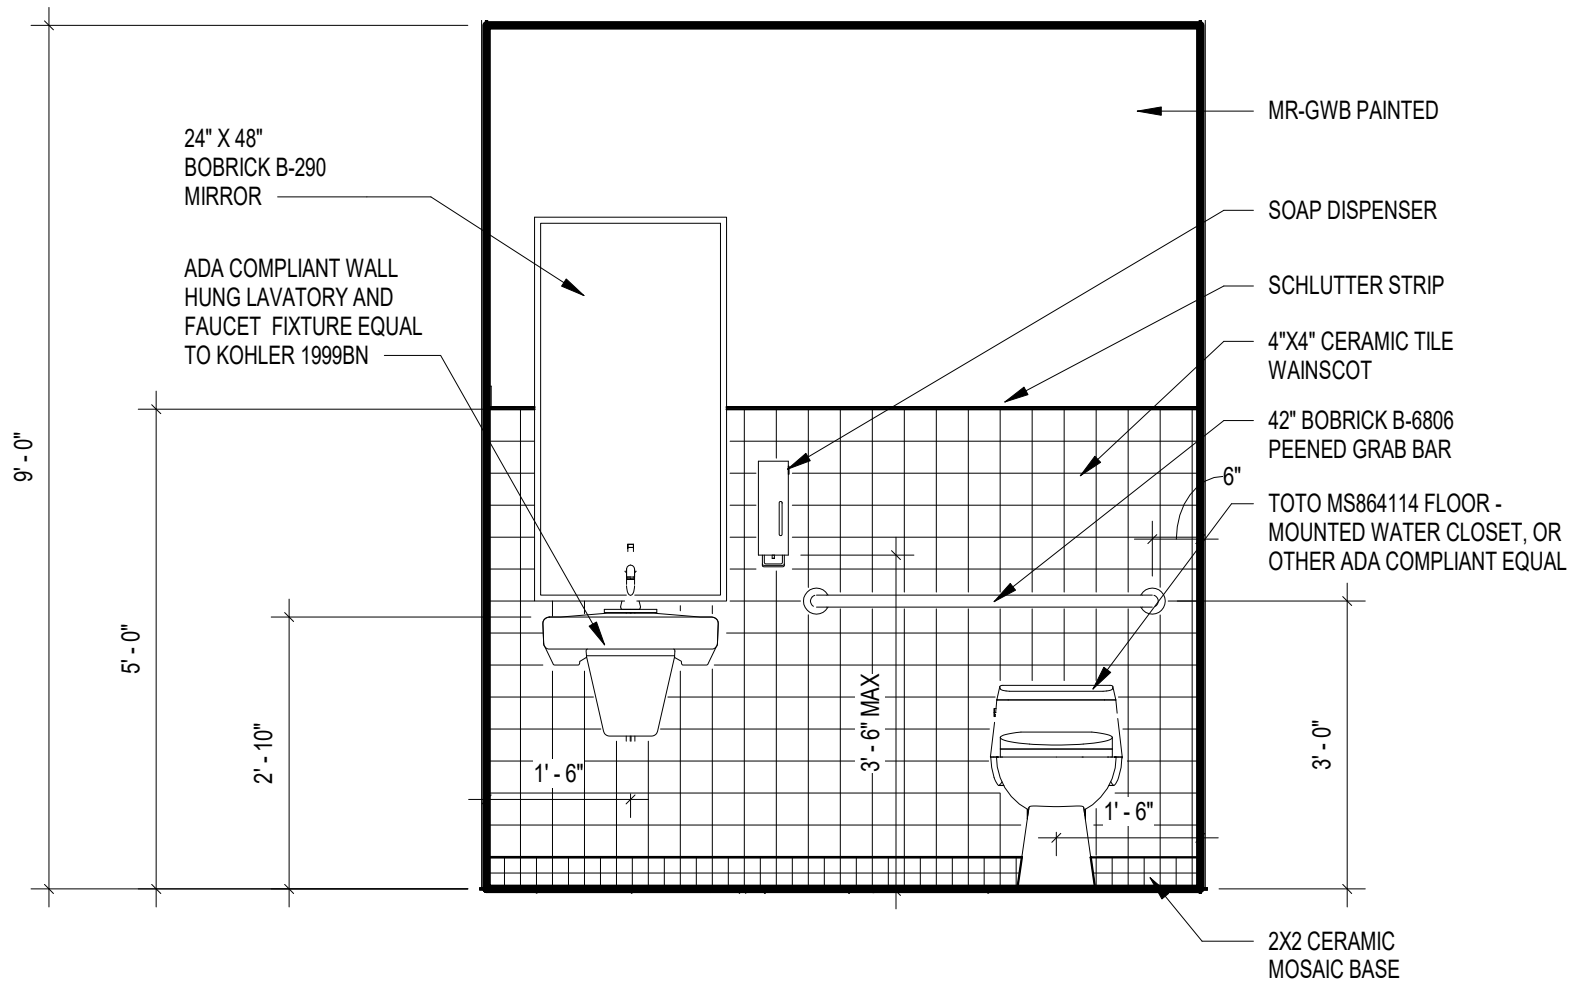 24" X 48"
BOBRICK B-290
MIRROR
ADA COMPLIANT WALL
HUNG LAVATORY AND
FAUCET  FIXTURE EQUAL
TO KOHLER 1999BN
9' - 0"
5' - 0"
2' - 10"
1' - 6"
3' - 6" MAX
1' - 6"
3' - 0"
6"
MR-GWB PAINTED
SOAP DISPENSER
SCHLUTTER STRIP
4"X4" CERAMIC TILE
WAINSCOT
42" BOBRICK B-6806
PEENED GRAB BAR
TOTO MS864114 FLOOR -
MOUNTED WATER CLOSET, OR
OTHER ADA COMPLIANT EQUAL
2X2 CERAMIC
MOSAIC BASE